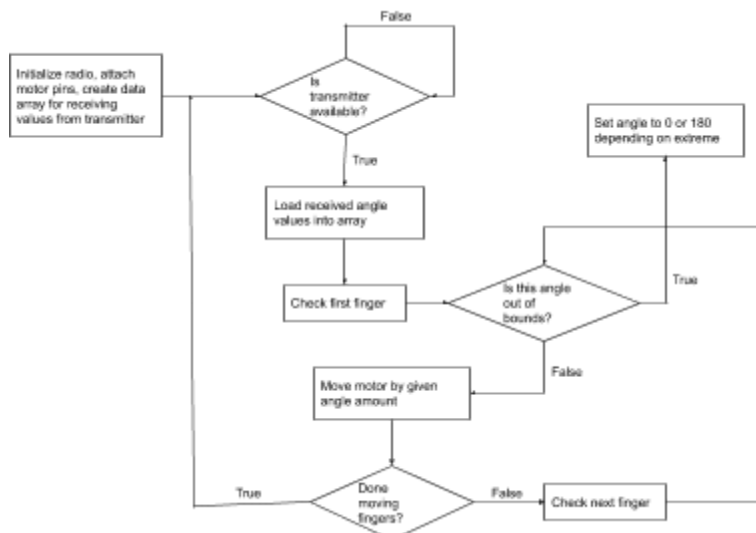 False
Initialize radio, attach
motor pins, create data
array for receiving
values from transmitter
Is
transmitter
available?
Set angle to 0 or 180
depending on extreme
True
Load received angle
values into array
Check first finger
Is this angle
out of
bounds?
True
False
Move motor by given
angle amount
Done
moving
fingers?
True
False
Check next finger